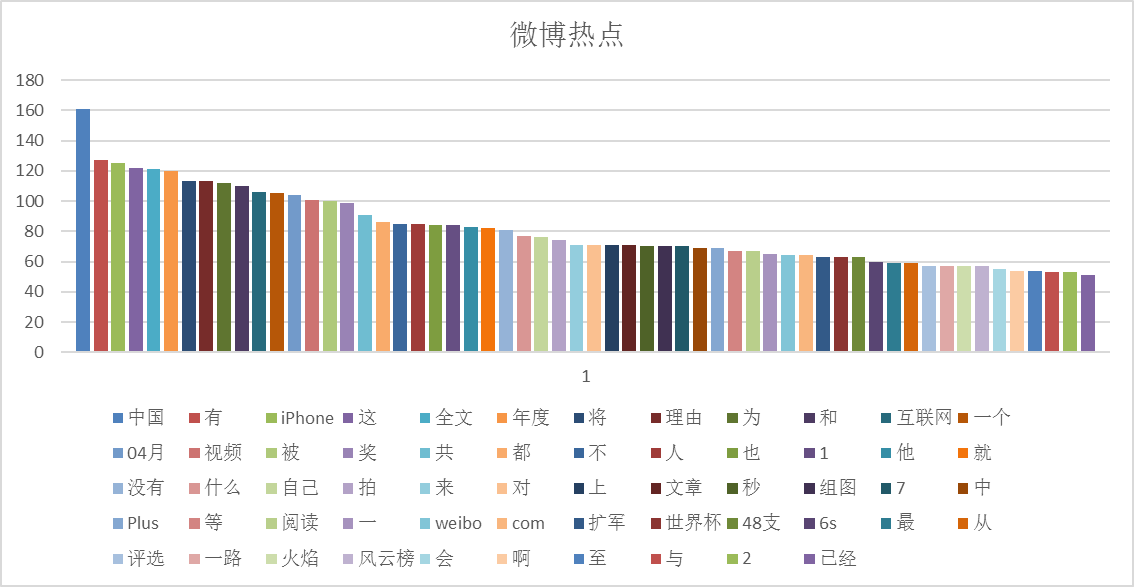 微博热点
180
160
140
120
100
80
60
40
20
0
1
中国 有 iPhone 这 全文 年度 将 理由 为 和 互联网 一个
04月 视频 被 奖 共 都 不 人 也 1 他 就
没有 什么 自己 拍 来 对 上 文章 秒 组图 7 中
Plus 等 阅读 一 weibo com 扩军 世界杯 48支 6s 最 从
评选 一路 火焰 风云榜 会 啊 至 与 2 已经